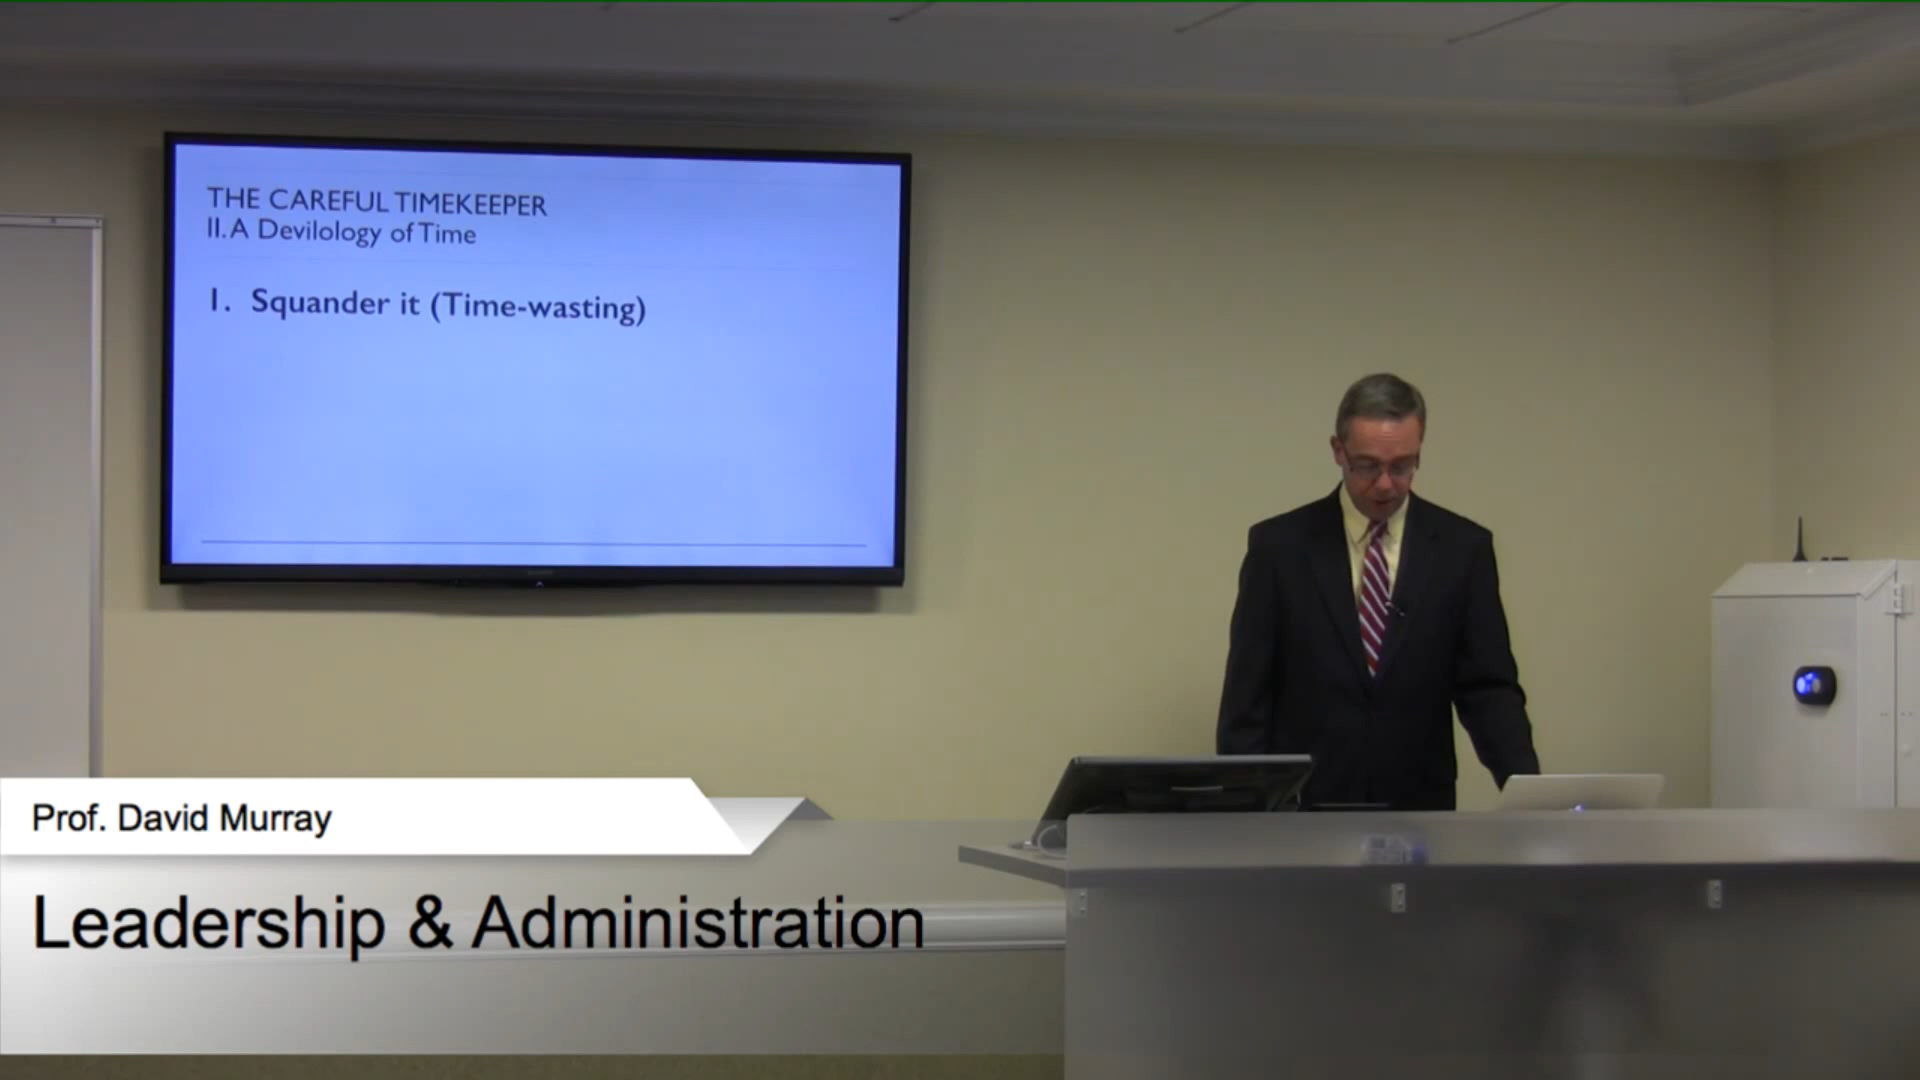 THE CAREFUL TIMEKEEPER
II. A Devilology of Time
1. Squander it (Time-wasting)
Prof. David Murray
Leadership & Administration